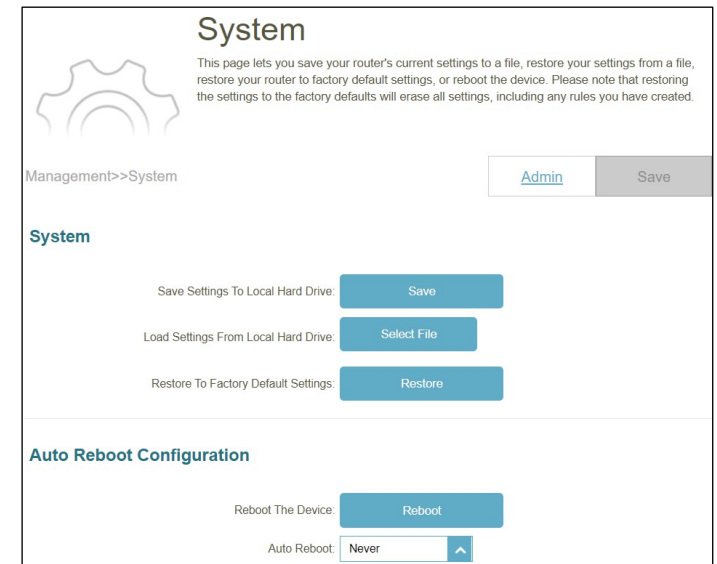 System
This page lets you save your router's current settings to a file, restore your settings from a file,
restore your router to factory default settings, or reboot the device. Please note that restoring
the settings to the factory defaults will erase all settings, including any rules you have created.
Management>>System
Admin
Save
System
Save Settings To Local Hard Drive:
Save
Load Settings From Local Hard Drive:
Select File
Restore To Factory Default Settings:
Restore
Auto Reboot Configuration
Reboot The Device:
Reboot
Auto Reboot:
Never